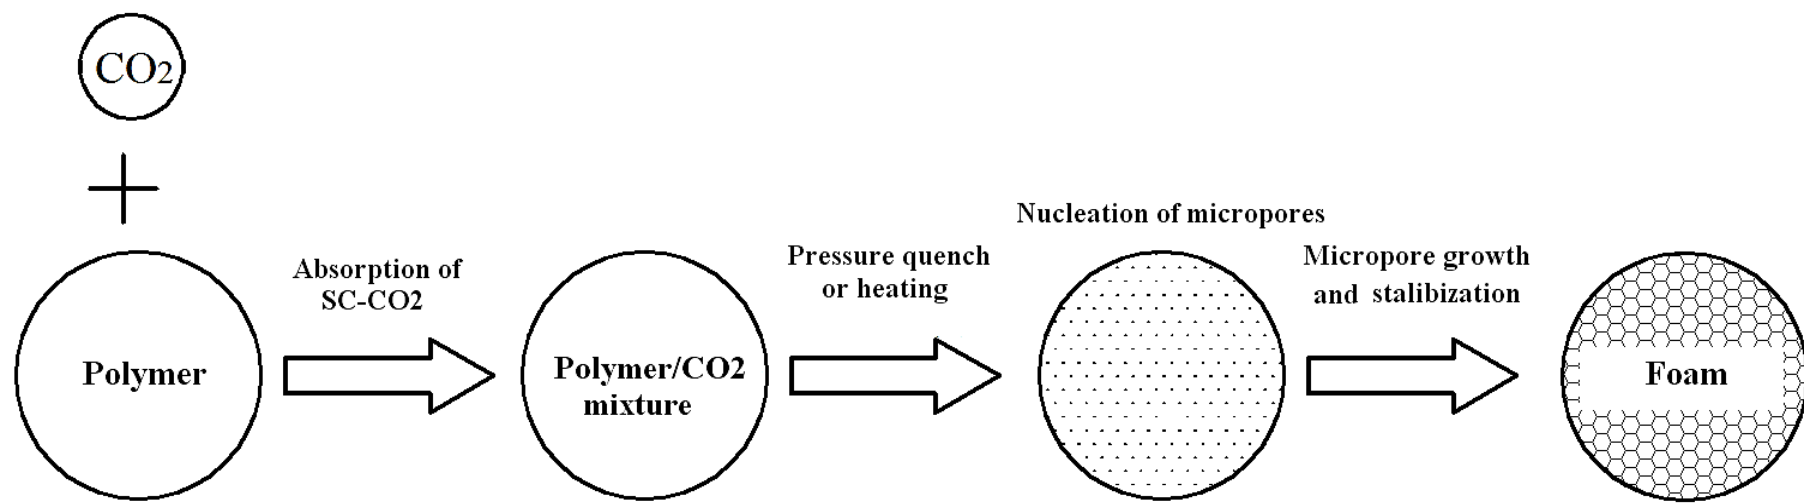 CO2
Polymer
Absorption of
SC-CO2
Polymer/CO2
mixture
Pressure quench
or heating
Nucleation of micropores
Micropore growth
and stalibization
Foam